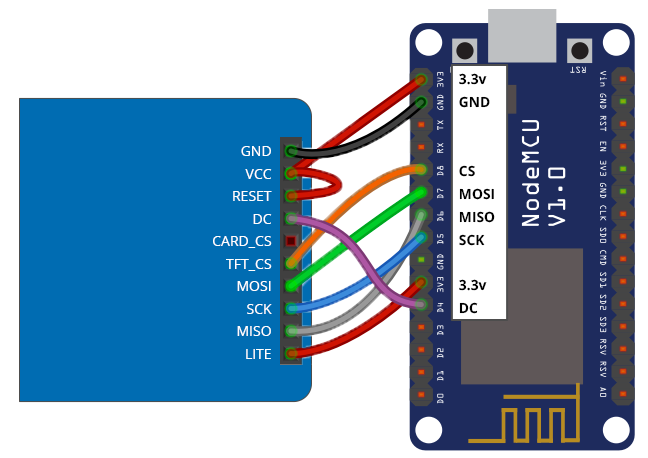 GND
VCC
RESET
DC
CARD_CS
TFT_CS
MOSI
SCK
MISO
LITE
3V3
GND
TX
RX
D8
D7
D6
D5
GND
3V3
D4
D3
D2
D1
D0
3.3v
GND
CS
MOSI
MISO
SCK
3.3v
DC
RST
NodeMCU
V1.0
Vin
GND
RST
EN
3V3
GND
CLK
SD0
CMD
SD1
SD2
SD3
RSV
RSV
A0